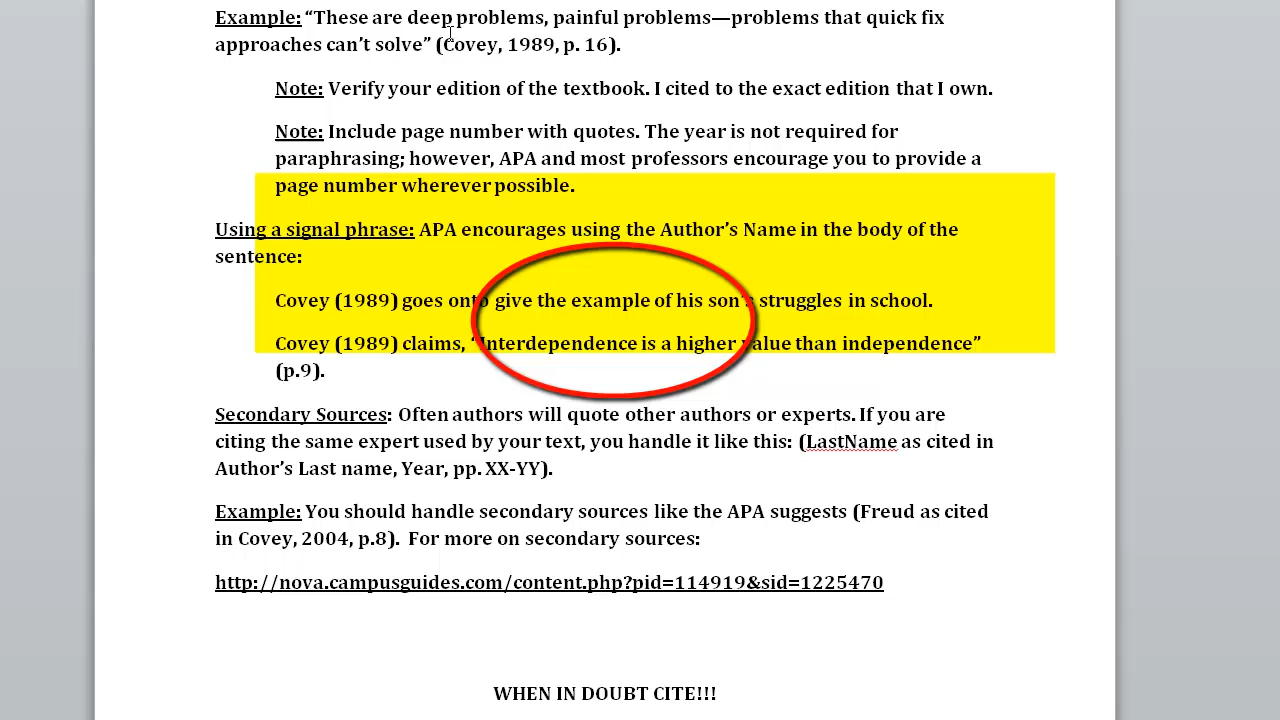 Example: “These are deep problems, painful problems—problems that quick fix
approaches can’t solve” (Covey, 1989, p. 16).
Note: Verify your edition of the textbook. I cited to the exact edition that I own.
Note: Include page number with quotes. The year is not required for
paraphrasing; however, APA and most professors encourage you to provide a
page number wherever possible.
Using a signal phrase: APA encourages using the Author’s Name in the body of the
sentence:
Covey (1989) goes onto give the example of his son’s struggles in school.
Covey (1989) claims, “Interdependence is a higher value than independence”
(p.9).
Secondary Sources: Often authors will quote other authors or experts. If you are
citing the same expert used by your text, you handle it like this: (LastName as cited in
Author’s Last name, Year, pp. XX-YY).
Example: You should handle secondary sources like the APA suggests (Freud as cited
in Covey, 2004, p.8). For more on secondary sources:
http://nova.campusguides.com/content.php?pid=114919&sid=1225470
WHEN IN DOUBT CITE!!!